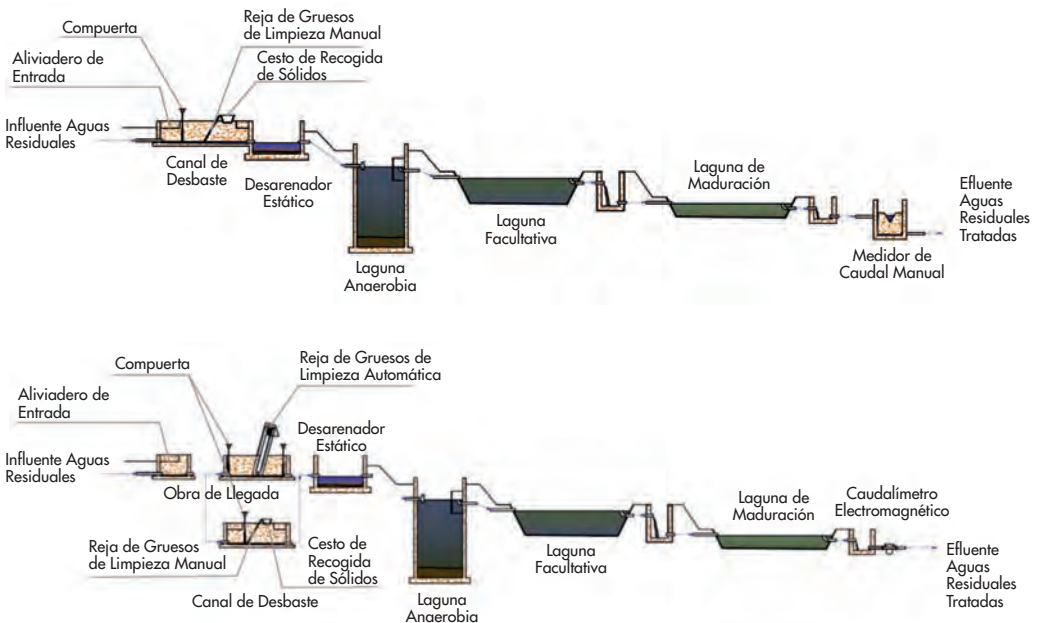 Compuerta
Reja de Gruesos
de Limpieza Manual
Aliviadero de
Entrada
Cesto de Recogida
de Sólidos
Influente Aguas
Residuales
Canal de
Desbaste
Desarenador
Estático
Laguna
Anaerobia
Laguna
Facultativa
Laguna de
Maduración
Medidor de
Caudal Manual
Efluente
Aguas
Residuales
Tratadas
Compuerta
Reja de Gruesos de
Limpieza Automática
Aliviadero de
Entrada
Influente Aguas
Residuales
Obra de Llegada
Desarenador
Estático
Reja de Gruesos
de Limpieza Manual
Cesto de
Recogida
de Sólidos
Canal de Desbaste
Laguna
Anaerobia
Laguna
Facultativa
Laguna de
Maduración
Caudalímetro
Electromagnético
Efluente
Aguas
Residuales
Tratadas